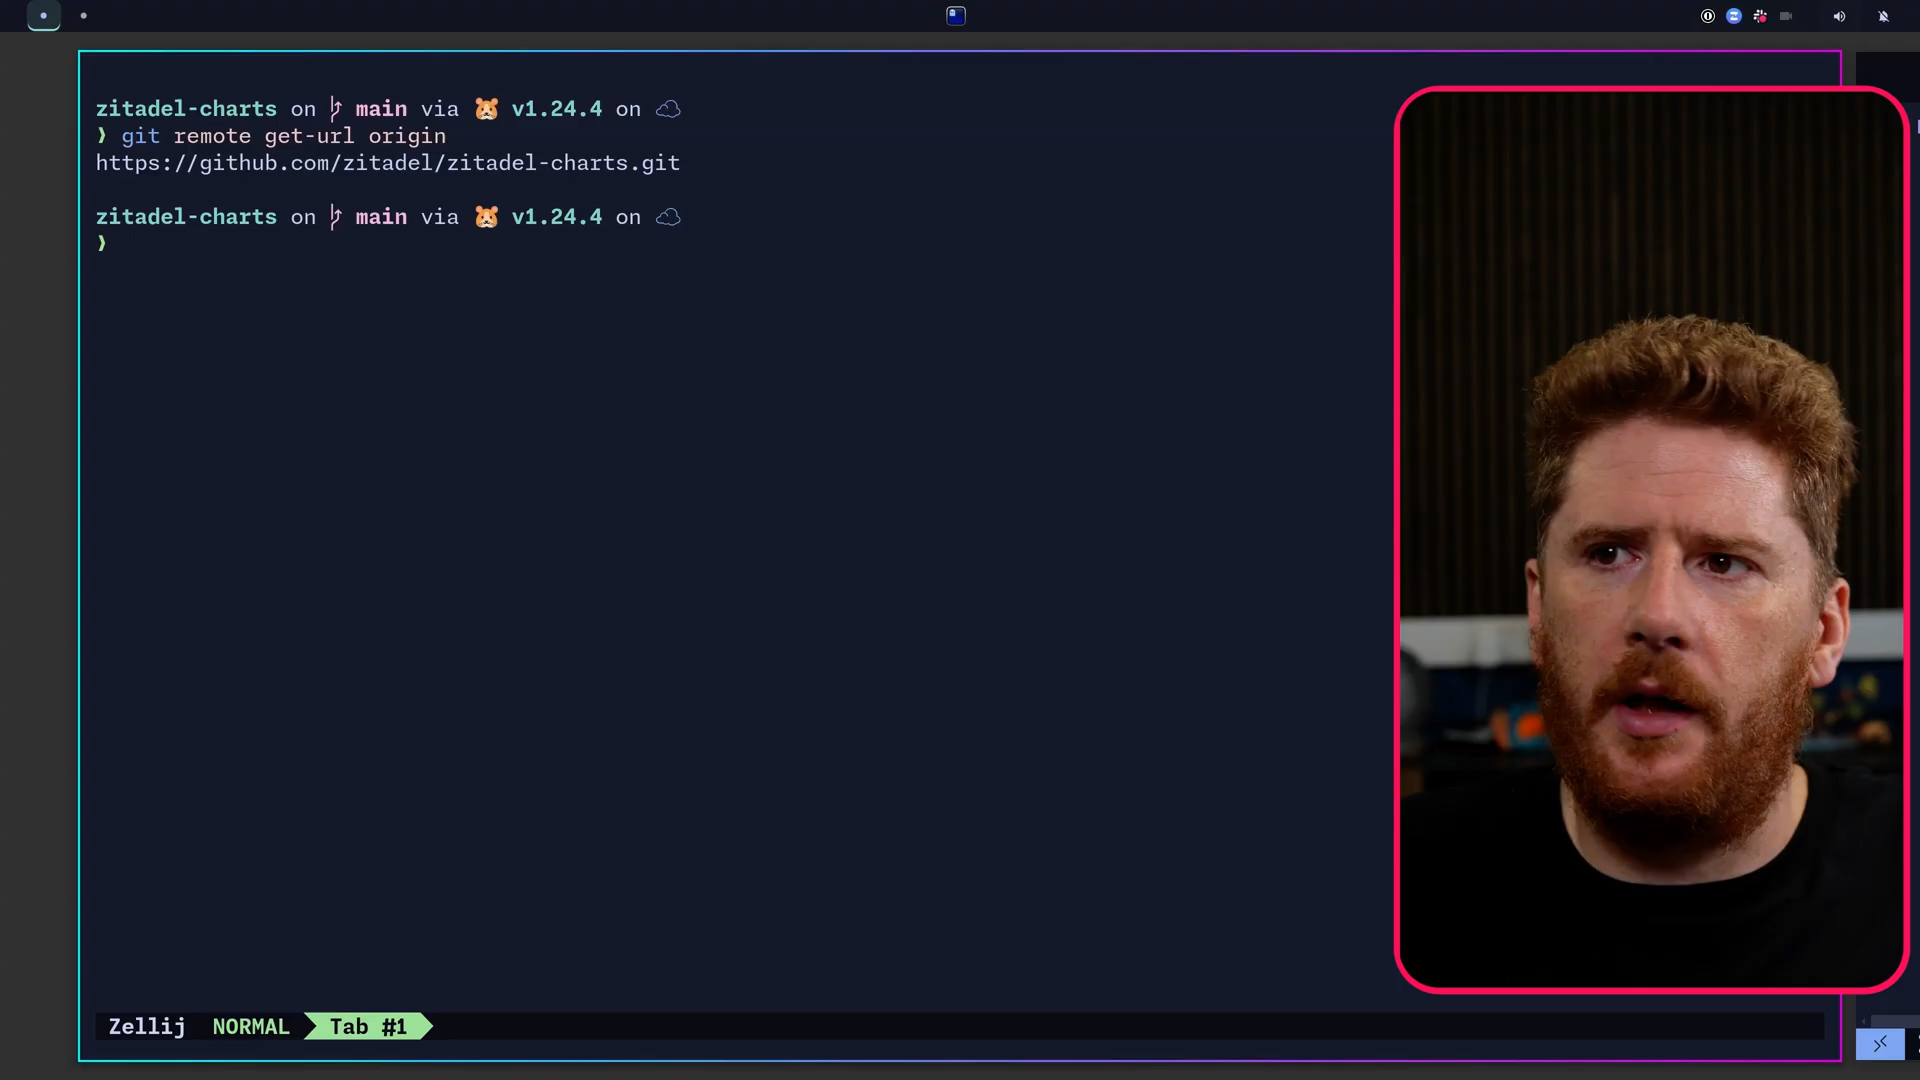 zitadel-charts on main via 🐹 v1.24.4 on
❯ git remote get-url origin
https://github.com/zitadel/zitadel-charts.git
zitadel-charts on main via 🐹 v1.24.4 on
❯
Zellij NORMAL Tab #1